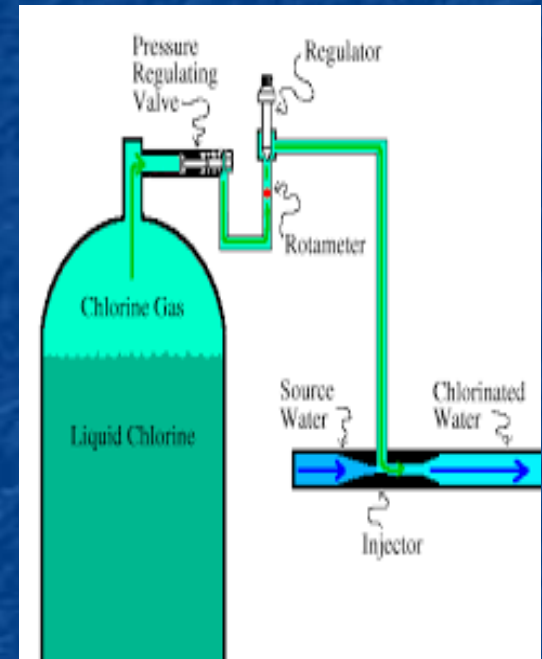 Pressure
Regulating
Valve
Regulator
Rotameter
Chlorine Gas
Liquid Chlorine
Source
Water
Chlorinated
Water
Injector